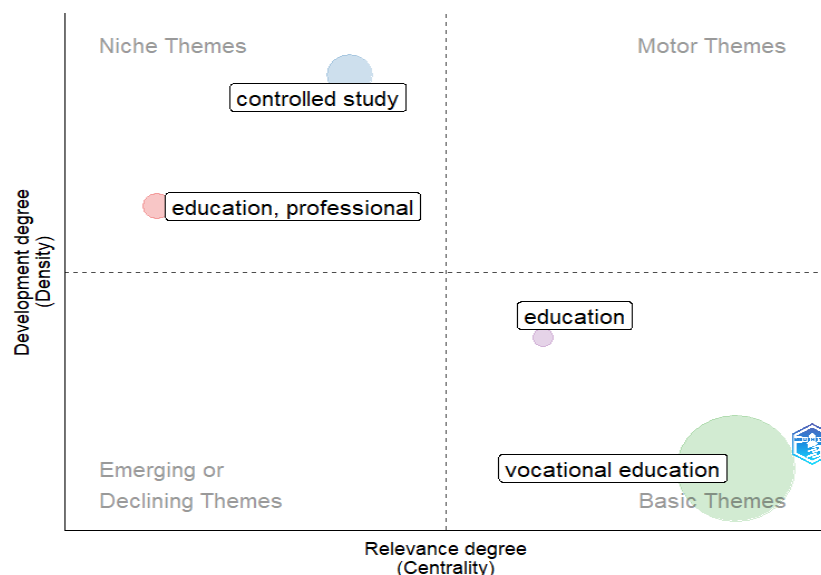 Niche Themes
Motor Themes
controlled study
education, professional
education
vocational education
Emerging or
Declining Themes
Basic Themes
Development degree
(Density)
Relevance degree
(Centrality)